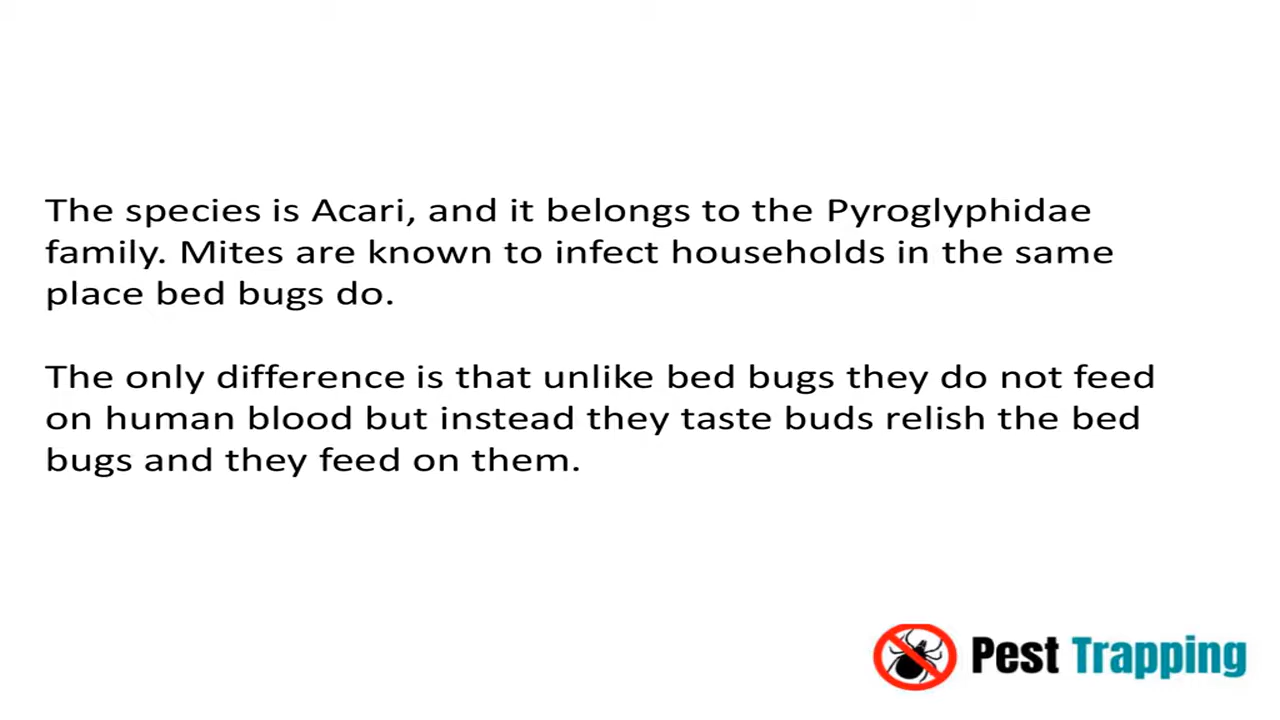 The species is Acari, and it belongs to the Pyroglyphidae
family. Mites are known to infect households in the same
place bed bugs do.
The only difference is that unlike bed bugs they do not feed
on human blood but instead they taste buds relish the bed
bugs and they feed on them.
Pest Trapping